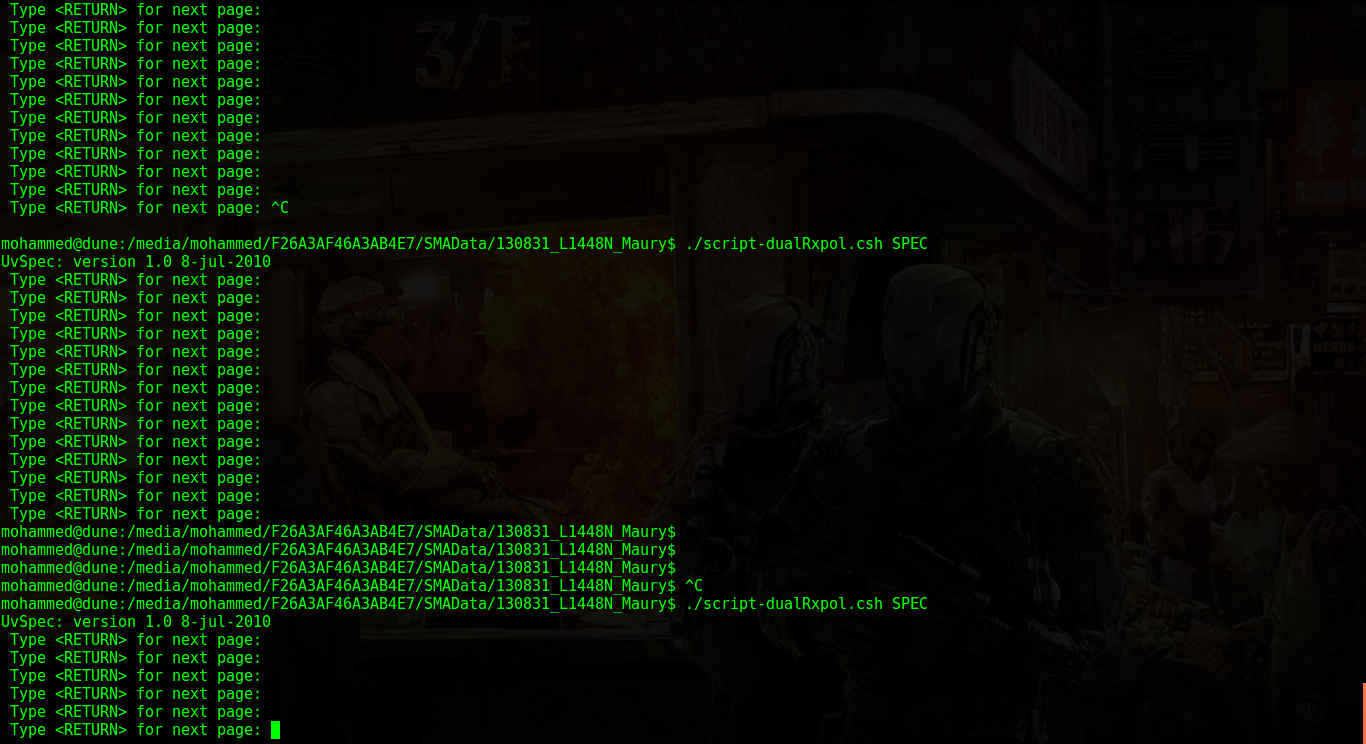 Type <RETURN> for next page:
Type <RETURN> for next page:
Type <RETURN> for next page:
Type <RETURN> for next page:
Type <RETURN> for next page:
Type <RETURN> for next page:
Type <RETURN> for next page:
Type <RETURN> for next page:
Type <RETURN> for next page:
Type <RETURN> for next page:
Type <RETURN> for next page:
Type <RETURN> for next page: ^C
mohammed@dune:/media/mohammed/F26A3AF46A3AB4E7/SMAData/130831_L1448N_Maury$ ./script-dualRxpol.csh SPEC
UvSpec: version 1.0 8-jul-2010
Type <RETURN> for next page:
Type <RETURN> for next page:
Type <RETURN> for next page:
Type <RETURN> for next page:
Type <RETURN> for next page:
Type <RETURN> for next page:
Type <RETURN> for next page:
Type <RETURN> for next page:
Type <RETURN> for next page:
Type <RETURN> for next page:
Type <RETURN> for next page:
Type <RETURN> for next page:
Type <RETURN> for next page:
Type <RETURN> for next page:
mohammed@dune:/media/mohammed/F26A3AF46A3AB4E7/SMAData/130831_L1448N_Maury$
mohammed@dune:/media/mohammed/F26A3AF46A3AB4E7/SMAData/130831_L1448N_Maury$
mohammed@dune:/media/mohammed/F26A3AF46A3AB4E7/SMAData/130831_L1448N_Maury$
mohammed@dune:/media/mohammed/F26A3AF46A3AB4E7/SMAData/130831_L1448N_Maury$ ^C
mohammed@dune:/media/mohammed/F26A3AF46A3AB4E7/SMAData/130831_L1448N_Maury$ ./script-dualRxpol.csh SPEC
UvSpec: version 1.0 8-jul-2010
Type <RETURN> for next page:
Type <RETURN> for next page:
Type <RETURN> for next page:
Type <RETURN> for next page:
Type <RETURN> for next page:
Type <RETURN> for next page:
3/F
HERBS